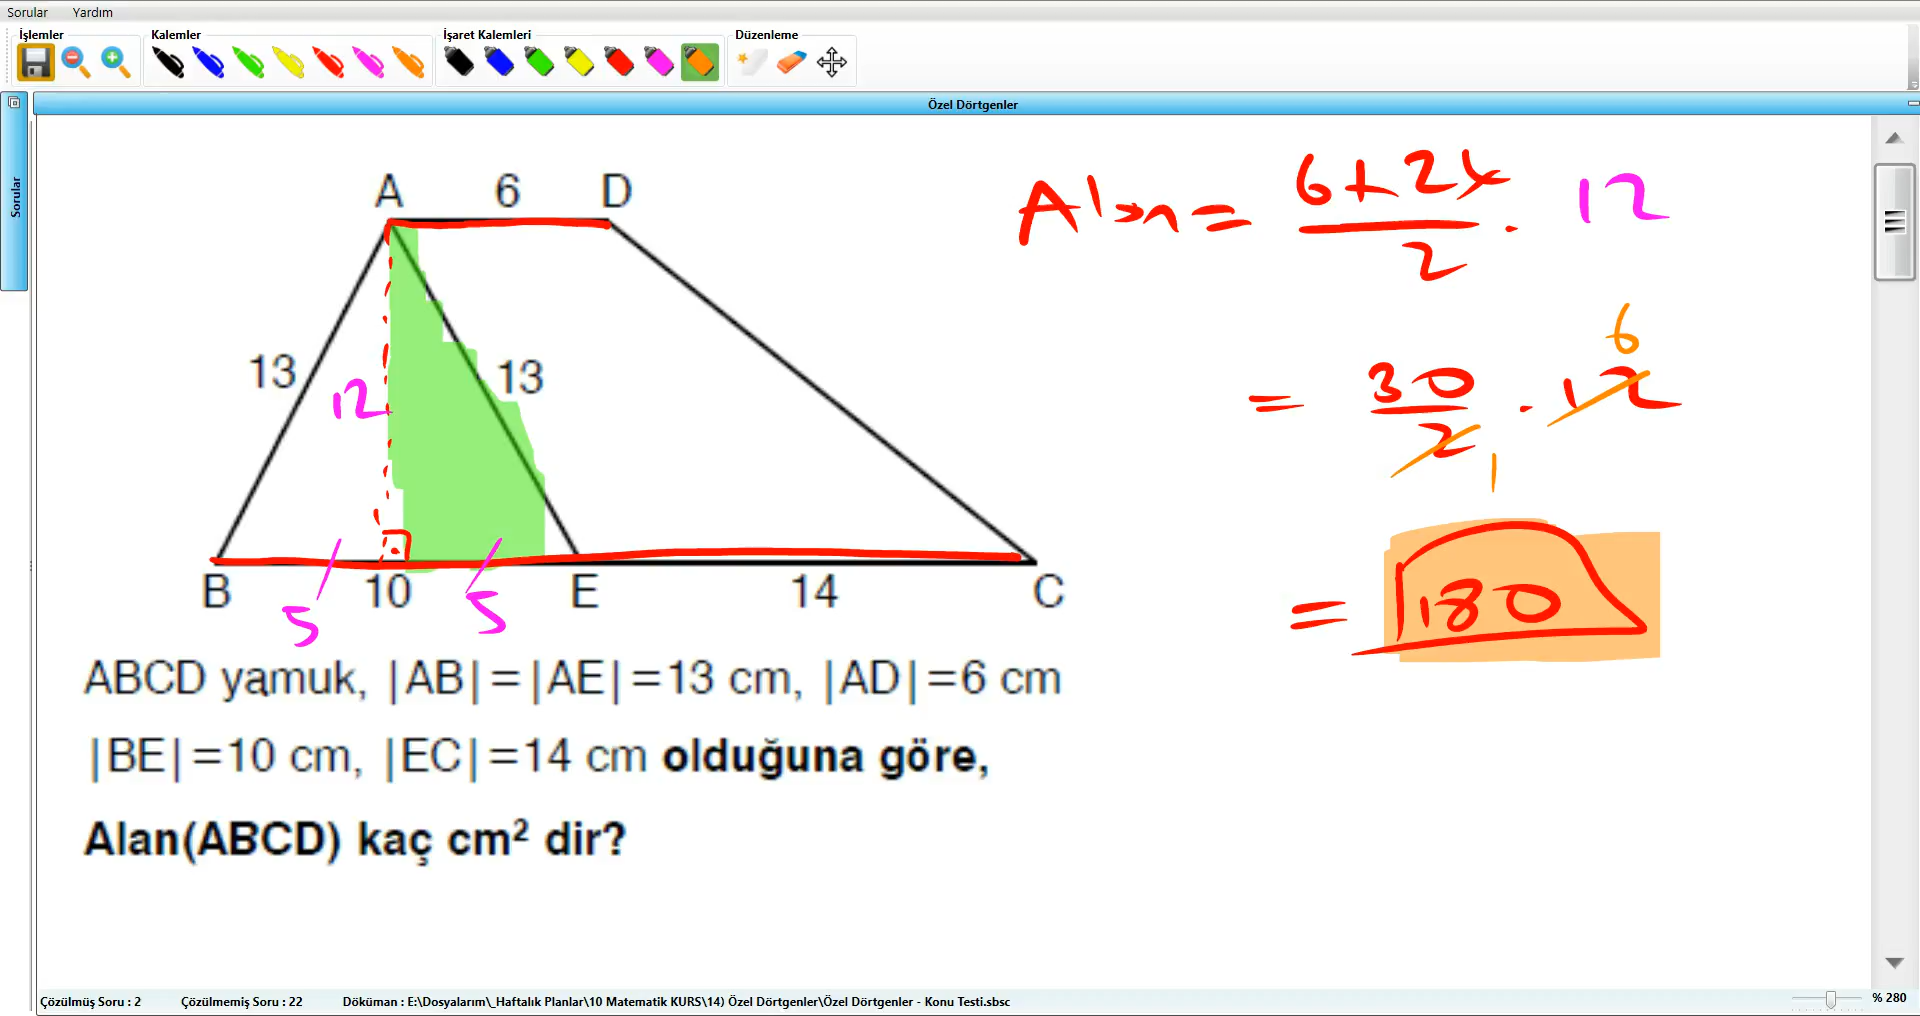 Sorular Yardım
İşlemler Kalemler İşaret Kalemleri Düzenleme
Özel Dörtgenler
Sorular
A 6 D
13 12 13
B 10 E 14 C
5 5
Alan = 6+24 / 2 . 12
= 30 / 2 . 12
6
1
= 180
ABCD yamuk, |AB|=|AE|=13 cm, |AD|=6 cm
|BE|=10 cm, |EC|=14 cm olduğuna göre,
Alan(ABCD) kaç cm² dir?
Çözülmüş Soru : 2 Çözülmemiş Soru : 22 Döküman : E:\Dosyalarım\_Haftalık Planlar\10 Matematik KURS\14) Özel Dörtgenler\Özel Dörtgenler - Konu Testi.sbsc % 280